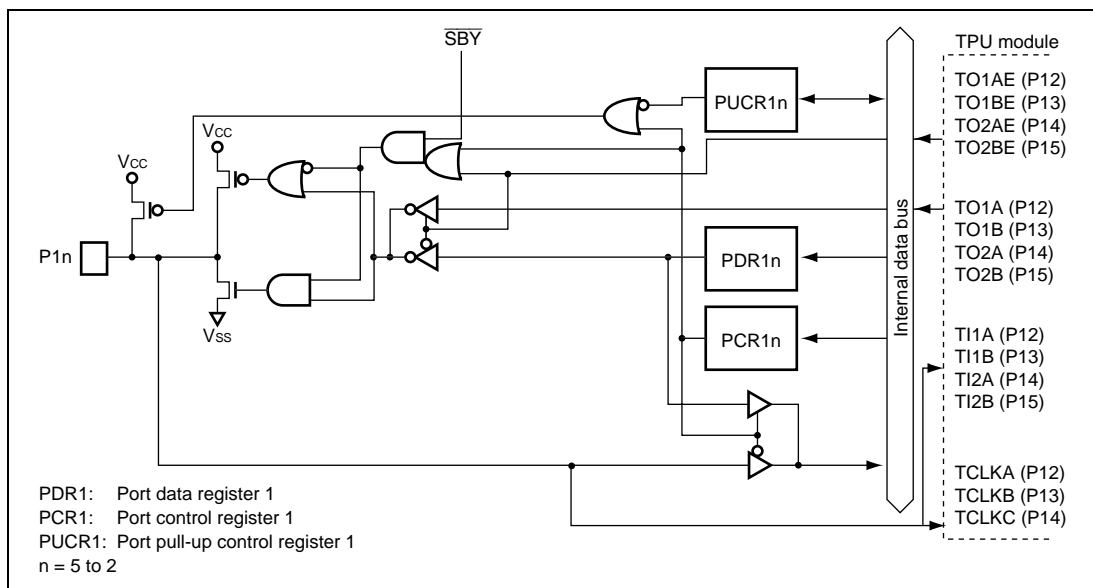 SBY
TPU module
TO1AE (P12)
TO1BE (P13)
TO2AE (P14)
TO2BE (P15)
PUCR1n
VCC
VCC
TO1A (P12)
TO1B (P13)
TO2A (P14)
TO2B (P15)
P1n
PDR1n
Internal data bus
VSS
PCR1n
TI1A (P12)
TI1B (P13)
TI2A (P14)
TI2B (P15)
TCLKA (P12)
TCLKB (P13)
TCLKC (P14)
PDR1: Port data register 1
PCR1: Port control register 1
PUCR1: Port pull-up control register 1
n = 5 to 2